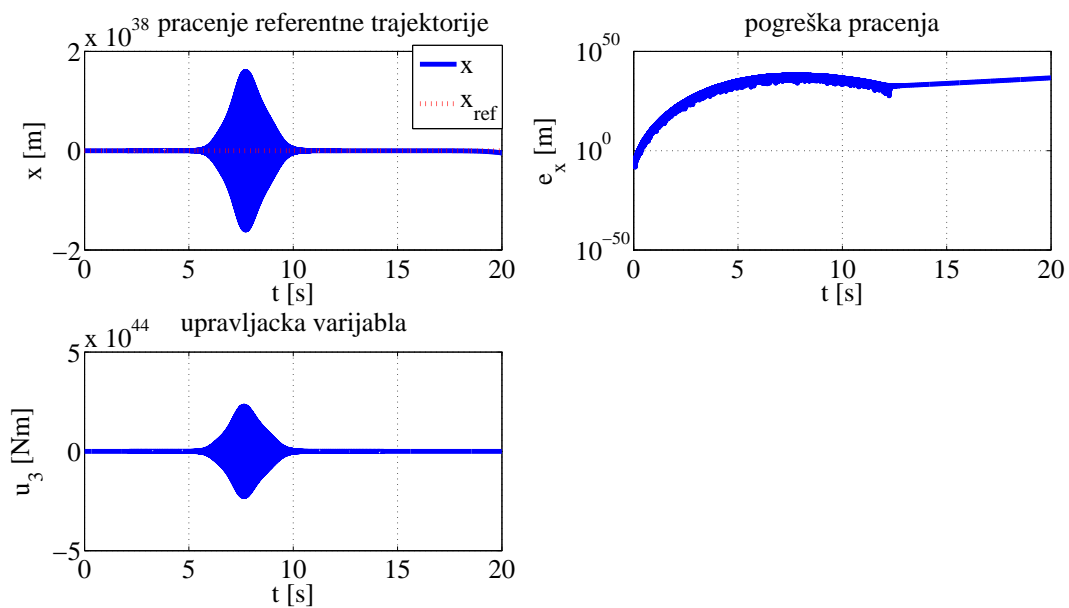 x 10^38 pracenje referentne trajektorije
2
0
−2
x [m]
x
x_ref
0
5
10
15
20
t [s]
pogreška pracenja
10^50
10^0
10^−50
e_x [m]
0
5
10
15
20
t [s]
x 10^44 upravljacka varijabla
5
0
−5
u_3 [Nm]
0
5
10
15
20
t [s]